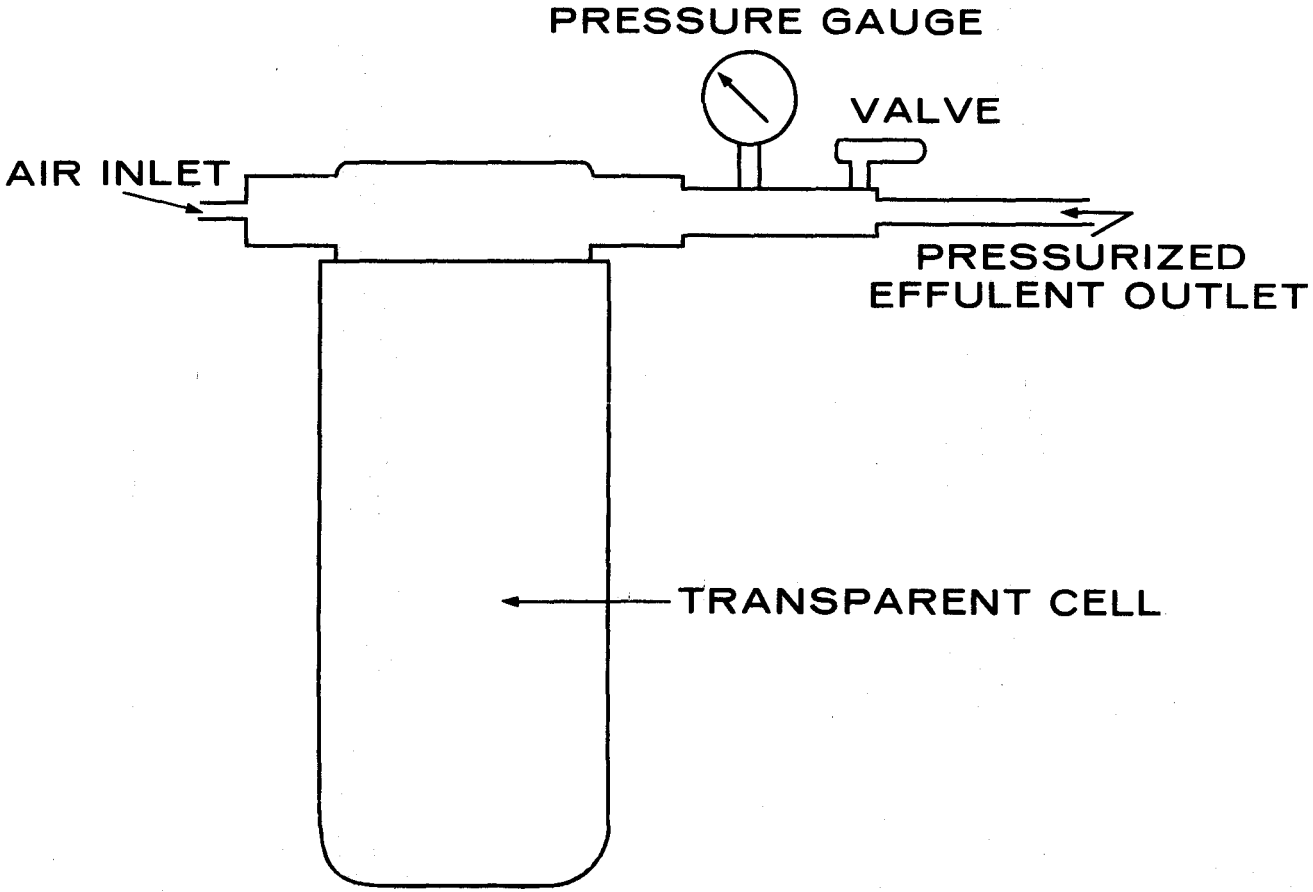 PRESSURE GAUGE
VALVE
AIR INLET
PRESSURIZED
EFFULENT OUTLET
TRANSPARENT CELL